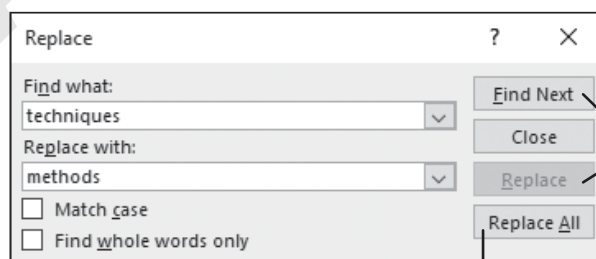 Replace ?
Find what:
techniques
Replace with:
methods
Match case
Find whole words only
Find Next
Close
Replace
Replace All